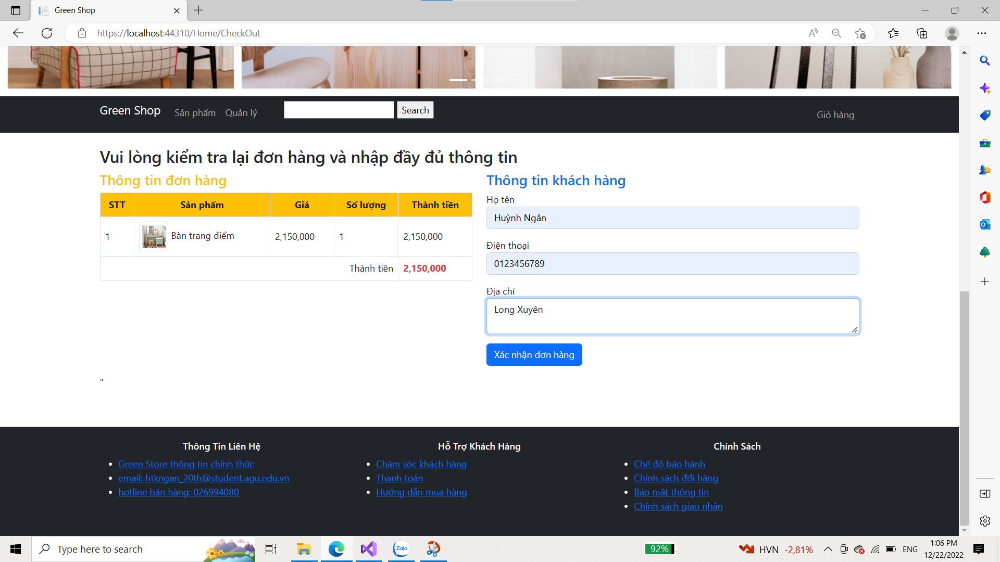 Green Shop
https://localhost:44310/Home/CheckOut
Green Shop
Sản phẩm
Quản lý
Search
Giỏ hàng
Vui lòng kiểm tra lại đơn hàng và nhập đầy đủ thông tin
Thông tin đơn hàng
STT Sản phẩm Giá Số lượng Thành tiền
1 Bàn trang điểm 2,150,000 1 2,150,000
Thành tiền 2,150,000
Thông tin khách hàng
Họ tên
Huỳnh Ngân
Điện thoại
0123456789
Địa chỉ
Long Xuyên
Xác nhận đơn hàng
"
Thông Tin Liên Hệ
Green Store thông tin chính thức
email: htkngan_20th@student.agu.edu.vn
hotline bán hàng: 026994080
Hỗ Trợ Khách Hàng
Chăm sóc khách hàng
Thanh toán
Hướng dẫn mua hàng
Chính Sách
Chế độ bảo hành
Chính sách đổi hàng
Bảo mật thông tin
Chính sách giao nhận
Type here to search
Zalo
92%
HVN -2,81%
ENG
1:06 PM
12/22/2022